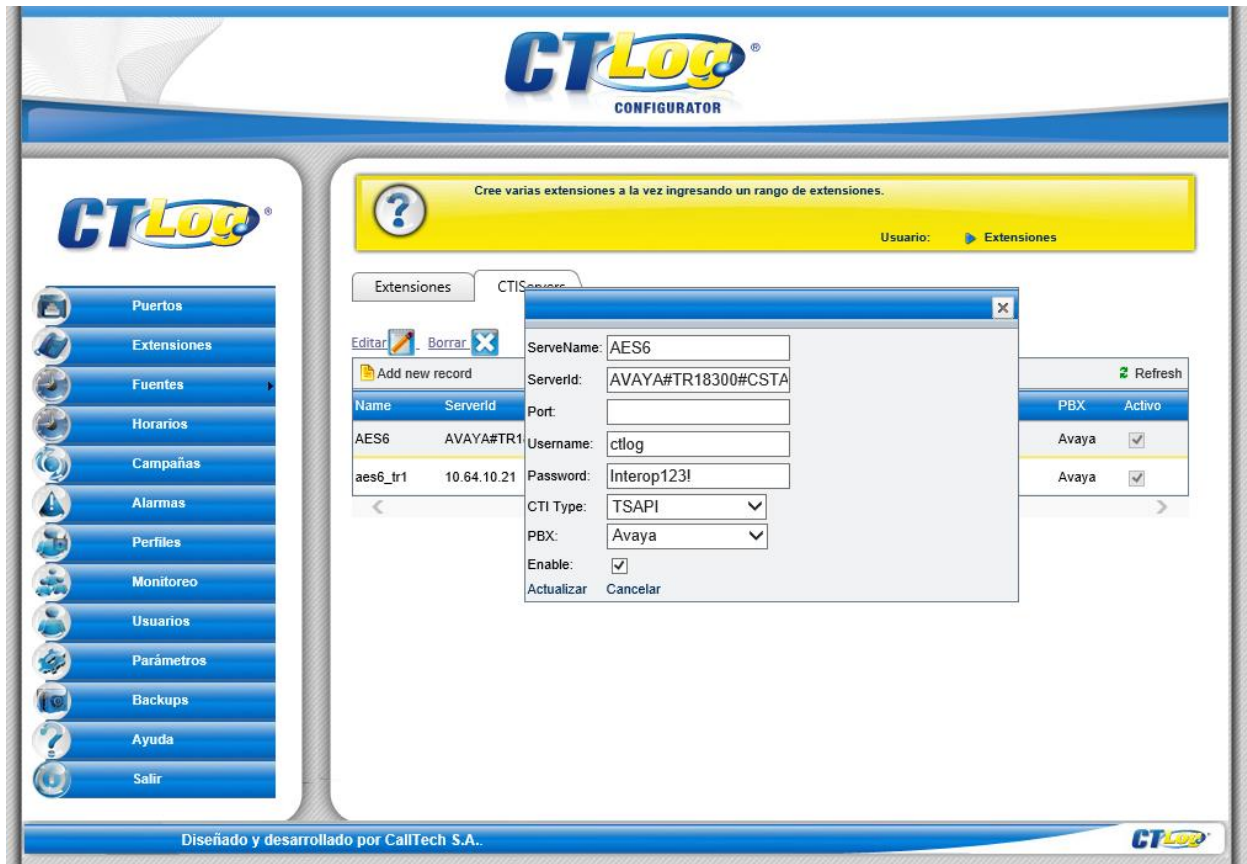 CTLog ®
CONFIGURATOR
CTLog ®
Puertos
Extensiones
Fuentes
Horarios
Campañas
Alarmas
Perfiles
Monitoreo
Usuarios
Parámetros
Backups
Ayuda
Salir
Cree varias extensiones a la vez ingresando un rango de extensiones.
Usuario: Extensiones
Extensiones CTIServers
Editar Borrar
Add new record Refresh
Name ServerId PBX Activo
AES6 AVAYA#TR1 Avaya
aes6_tr1 10.64.10.21 Avaya
ServeName: AES6
ServerId: AVAYA#TR18300#CSTA
Port:
Username: ctlog
Password: Interop123!
CTI Type: TSAPI
PBX: Avaya
Enable:
Actualizar Cancelar
Diseñado y desarrollado por CallTech S.A..
CTLog